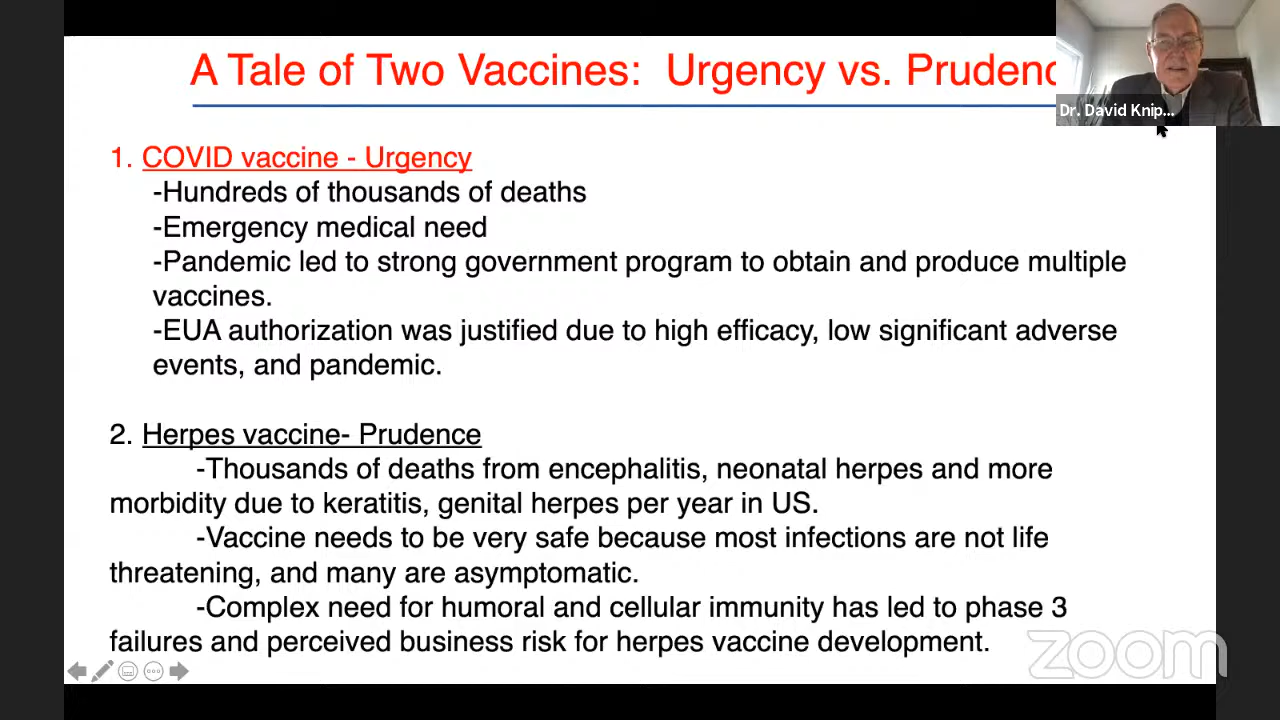 A Tale of Two Vaccines:  Urgency vs. Prudenc
Dr. David Knip...
1. COVID vaccine - Urgency
-Hundreds of thousands of deaths
-Emergency medical need
-Pandemic led to strong government program to obtain and produce multiple
vaccines.
-EUA authorization was justified due to high efficacy, low significant adverse
events, and pandemic.
2. Herpes vaccine- Prudence
-Thousands of deaths from encephalitis, neonatal herpes and more
morbidity due to keratitis, genital herpes per year in US.
-Vaccine needs to be very safe because most infections are not life
threatening, and many are asymptomatic.
-Complex need for humoral and cellular immunity has led to phase 3
failures and perceived business risk for herpes vaccine development.
zoom